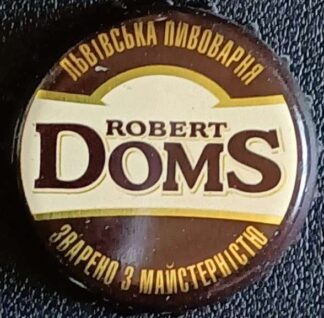 ЛЬВІВСЬКА ПИВОВАРНЯ
ROBERT
DOMS
ЗВАРЕНО З МАЙСТЕРНІСТЮ